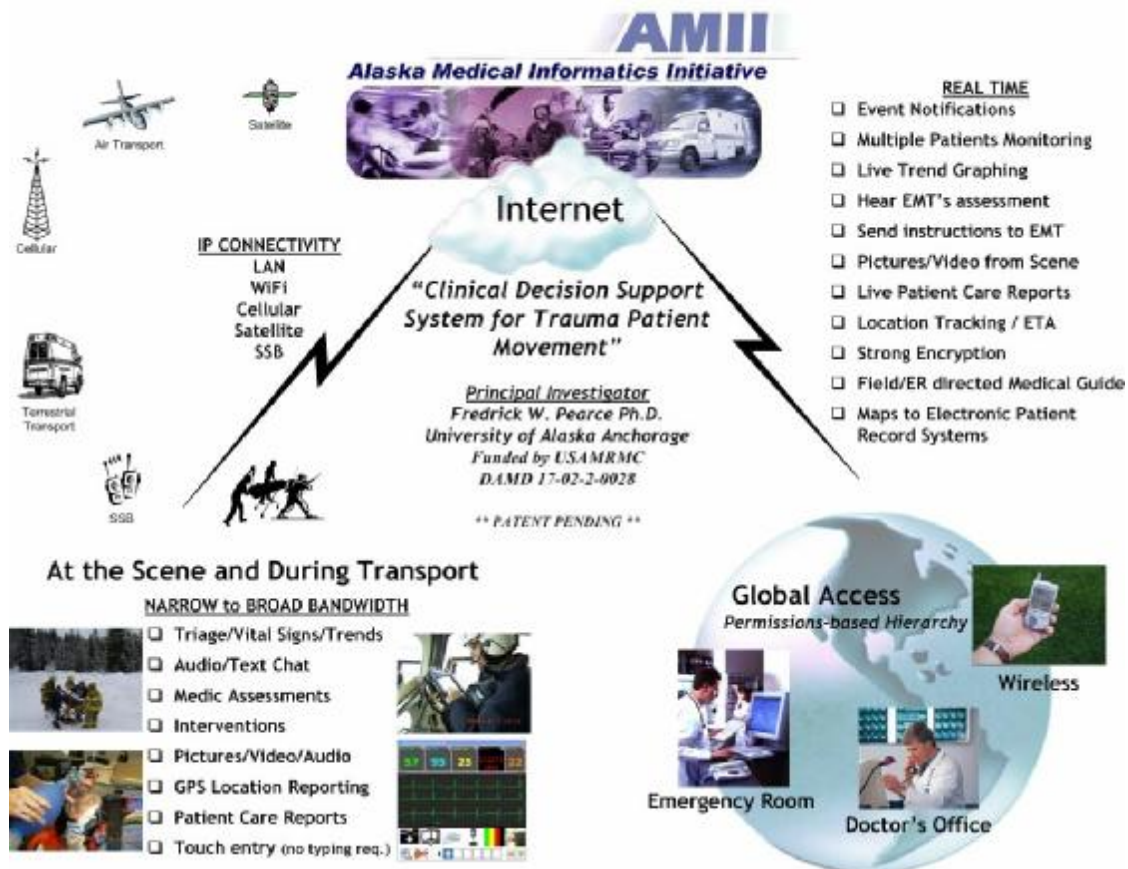 AMII
Alaska Medical Informatics Initiative
Air Transport
Satellite
Cellular
Terrestrial
Transport
SSB
IP CONNECTIVITY
LAN
WiFi
Cellular
Satellite
SSB
Internet
“Clinical Decision Support
System for Trauma Patient
Movement”
Principal Investigator
Fredrick W. Pearce Ph.D.
University of Alaska Anchorage
Funded by USAMRMC
DAMD 17-02-2-0028
** PATENT PENDING **
REAL TIME
Event Notifications
Multiple Patients Monitoring
Live Trend Graphing
Hear EMT's assessment
Send instructions to EMT
Pictures/Video from Scene
Live Patient Care Reports
Location Tracking / ETA
Strong Encryption
Field/ER directed Medical Guide
Maps to Electronic Patient
Record Systems
At the Scene and During Transport
NARROW to BROAD BANDWIDTH
Triage/Vital Signs/Trends
Audio/Text Chat
Medic Assessments
Interventions
Pictures/Video/Audio
GPS Location Reporting
Patient Care Reports
Touch entry (no typing req.)
57 95 25
Global Access
Permissions-based Hierarchy
Wireless
Emergency Room
Doctor's Office